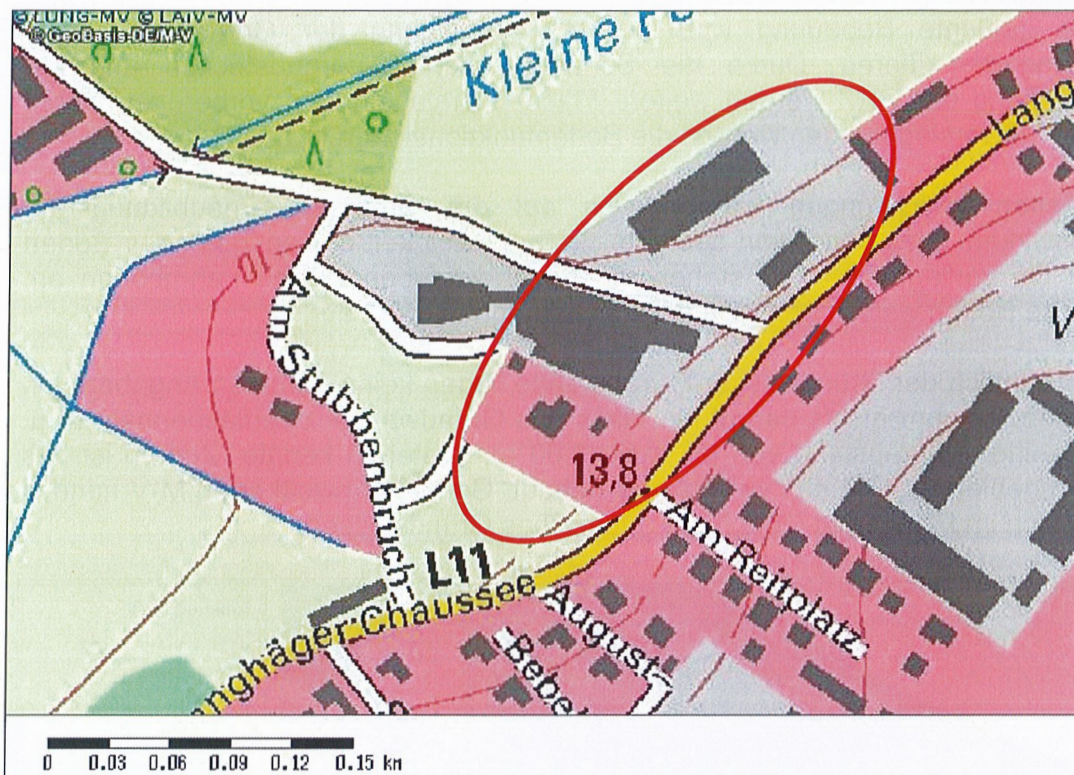 © LUNG-MV © LAiV-MV
© GeoBasis-DE/M-V
Kleine
Lang
10
Am Stubbenbruch
13,8
L11
Am Reitplatz
anghäger Chaussee
August
Bebel
V
0 0.03 0.06 0.09 0.12 0.15 km